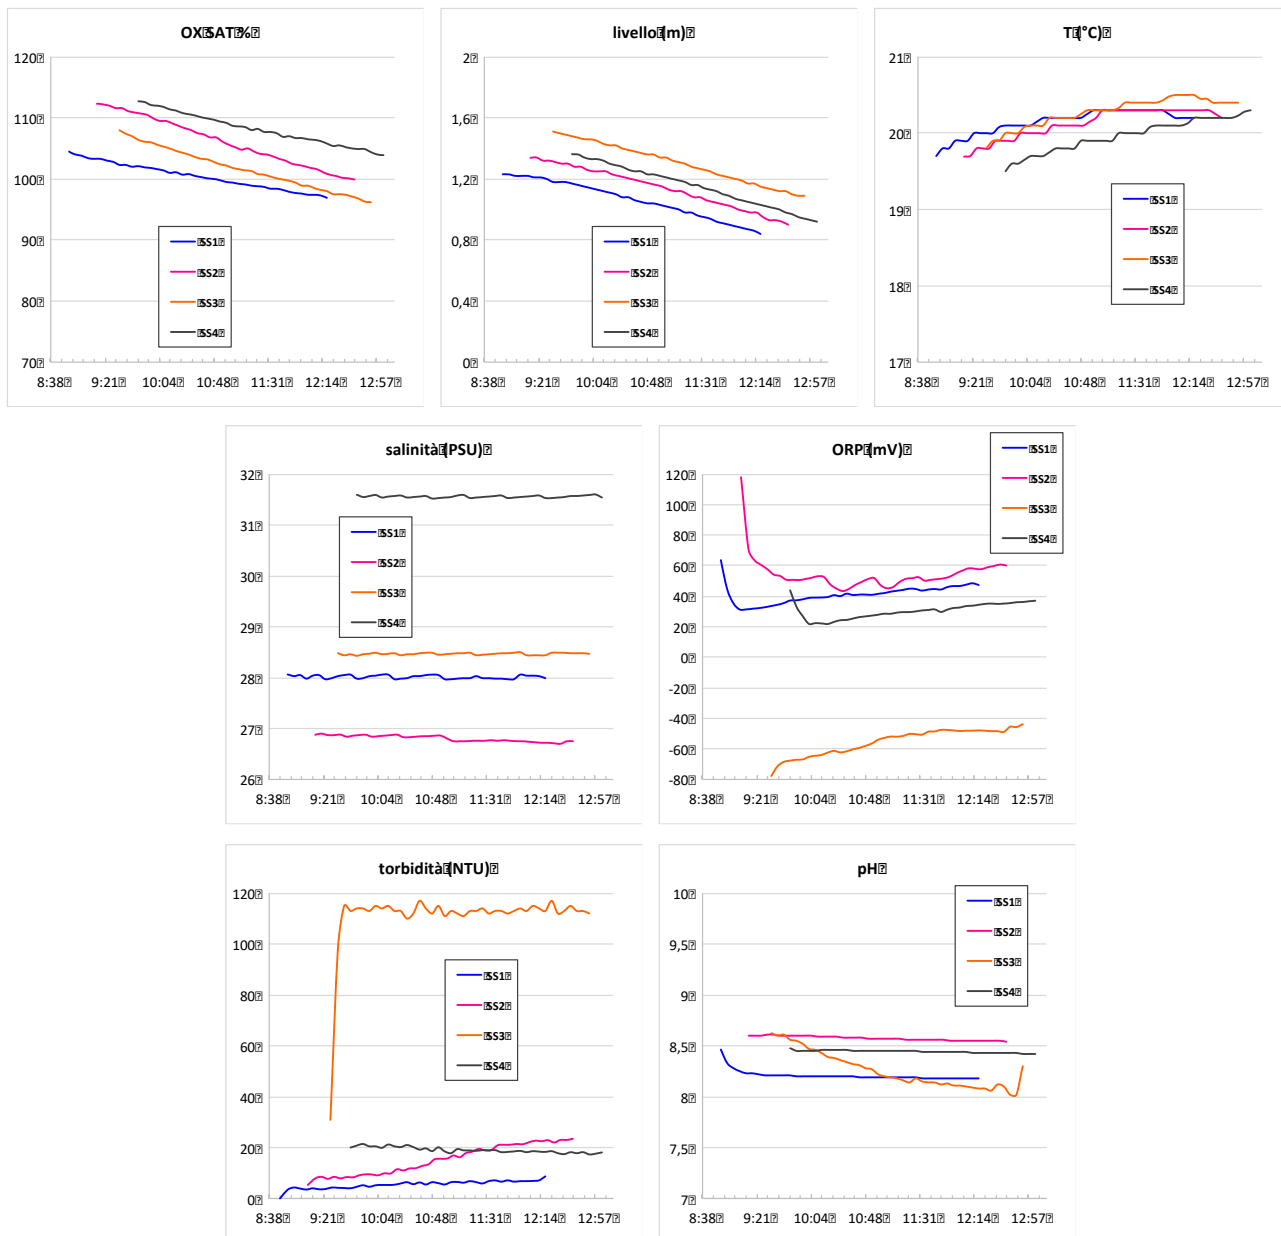 OX SAT %
120
110
100
90
80
70
8:38 9:21 10:04 10:48 11:31 12:14 12:57
SS1
SS2
SS3
SS4
livello (m)
2
1,6
1,2
0,8
0,4
0
8:38 9:21 10:04 10:48 11:31 12:14 12:57
SS1
SS2
SS3
SS4
T (°C)
21
20
19
18
17
8:38 9:21 10:04 10:48 11:31 12:14 12:57
SS1
SS2
SS3
SS4
salinità (PSU)
32
31
30
29
28
27
26
8:38 9:21 10:04 10:48 11:31 12:14 12:57
SS1
SS2
SS3
SS4
ORP (mV)
120
100
80
60
40
20
0
-20
-40
-60
-80
8:38 9:21 10:04 10:48 11:31 12:14 12:57
SS1
SS2
SS3
SS4
torbidità (NTU)
120
100
80
60
40
20
0
8:38 9:21 10:04 10:48 11:31 12:14 12:57
SS1
SS2
SS3
SS4
pH
10
9,5
9
8,5
8
7,5
7
8:38 9:21 10:04 10:48 11:31 12:14 12:57
SS1
SS2
SS3
SS4